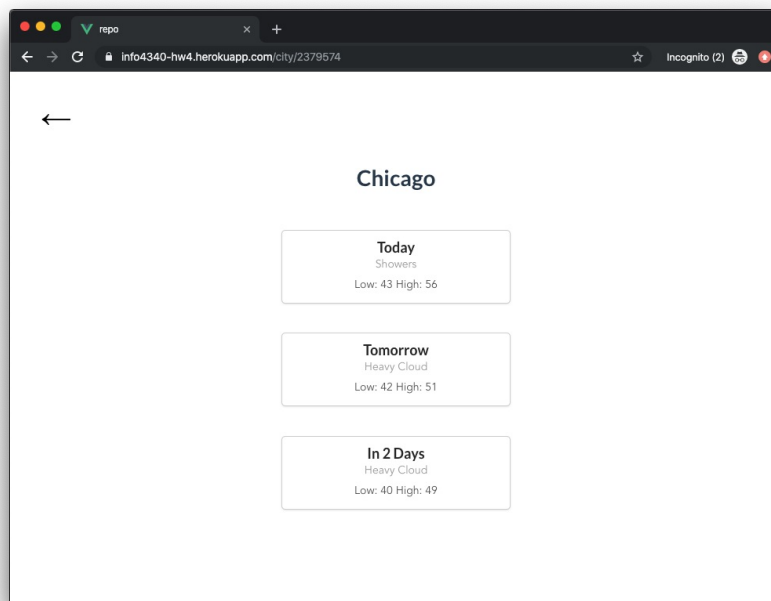 repo
info4340-hw4.herokuapp.com/city/2379574
Incognito (2)
Chicago
Today
Showers
Low: 43 High: 56
Tomorrow
Heavy Cloud
Low: 42 High: 51
In 2 Days
Heavy Cloud
Low: 40 High: 49